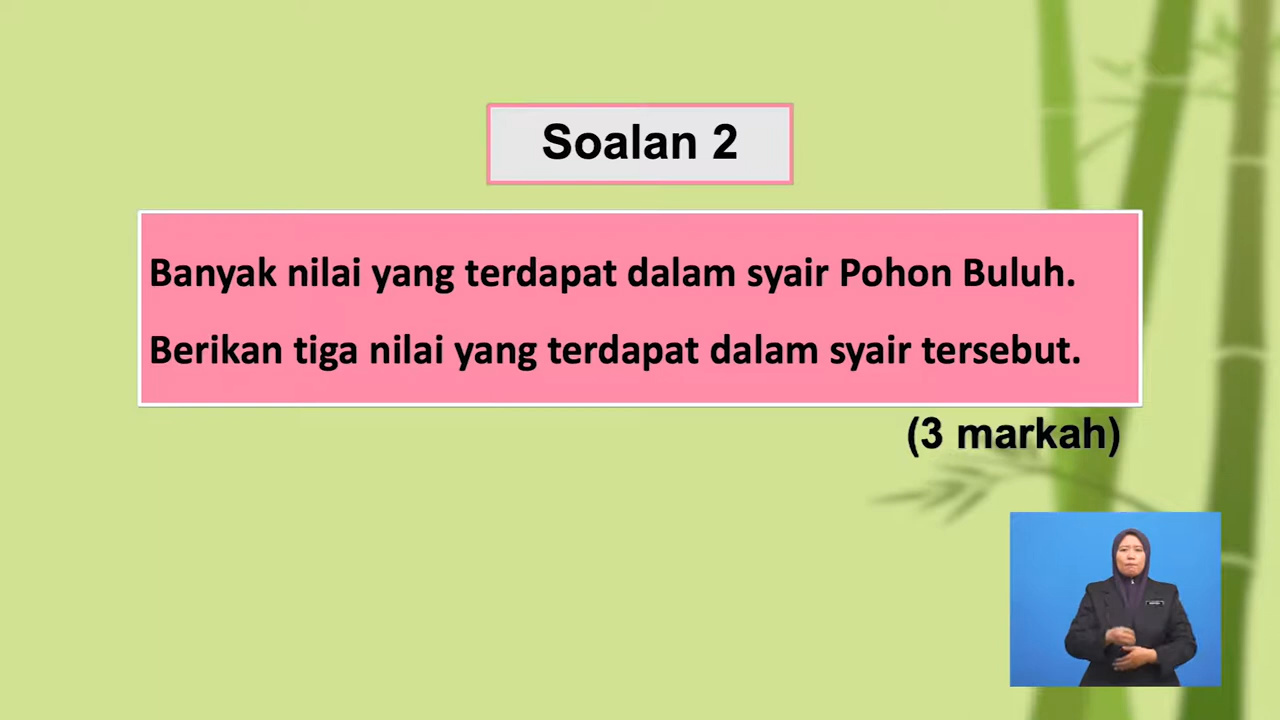 Soalan 2
Banyak nilai yang terdapat dalam syair Pohon Buluh.
Berikan tiga nilai yang terdapat dalam syair tersebut.
(3 markah)